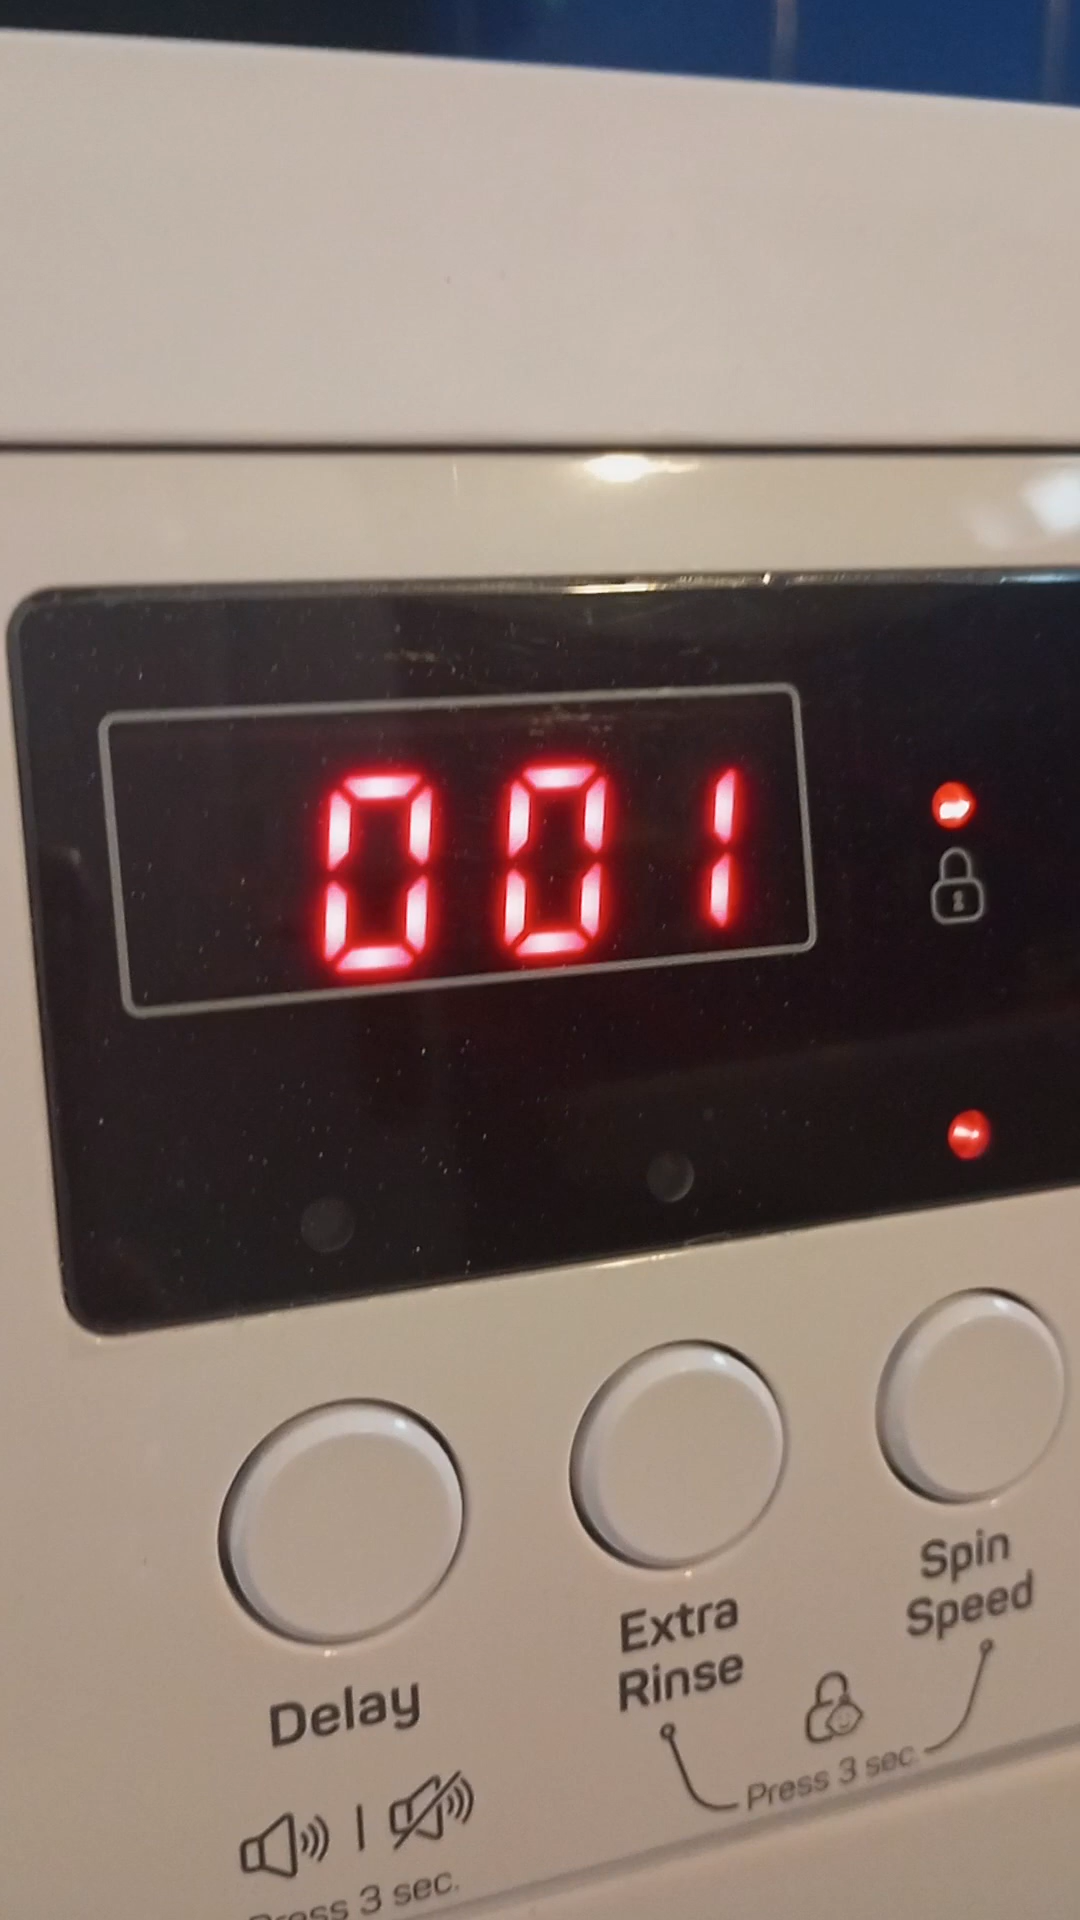 001
Delay
Extra
Rinse
Spin
Speed
Press 3 sec.
Press 3 sec.